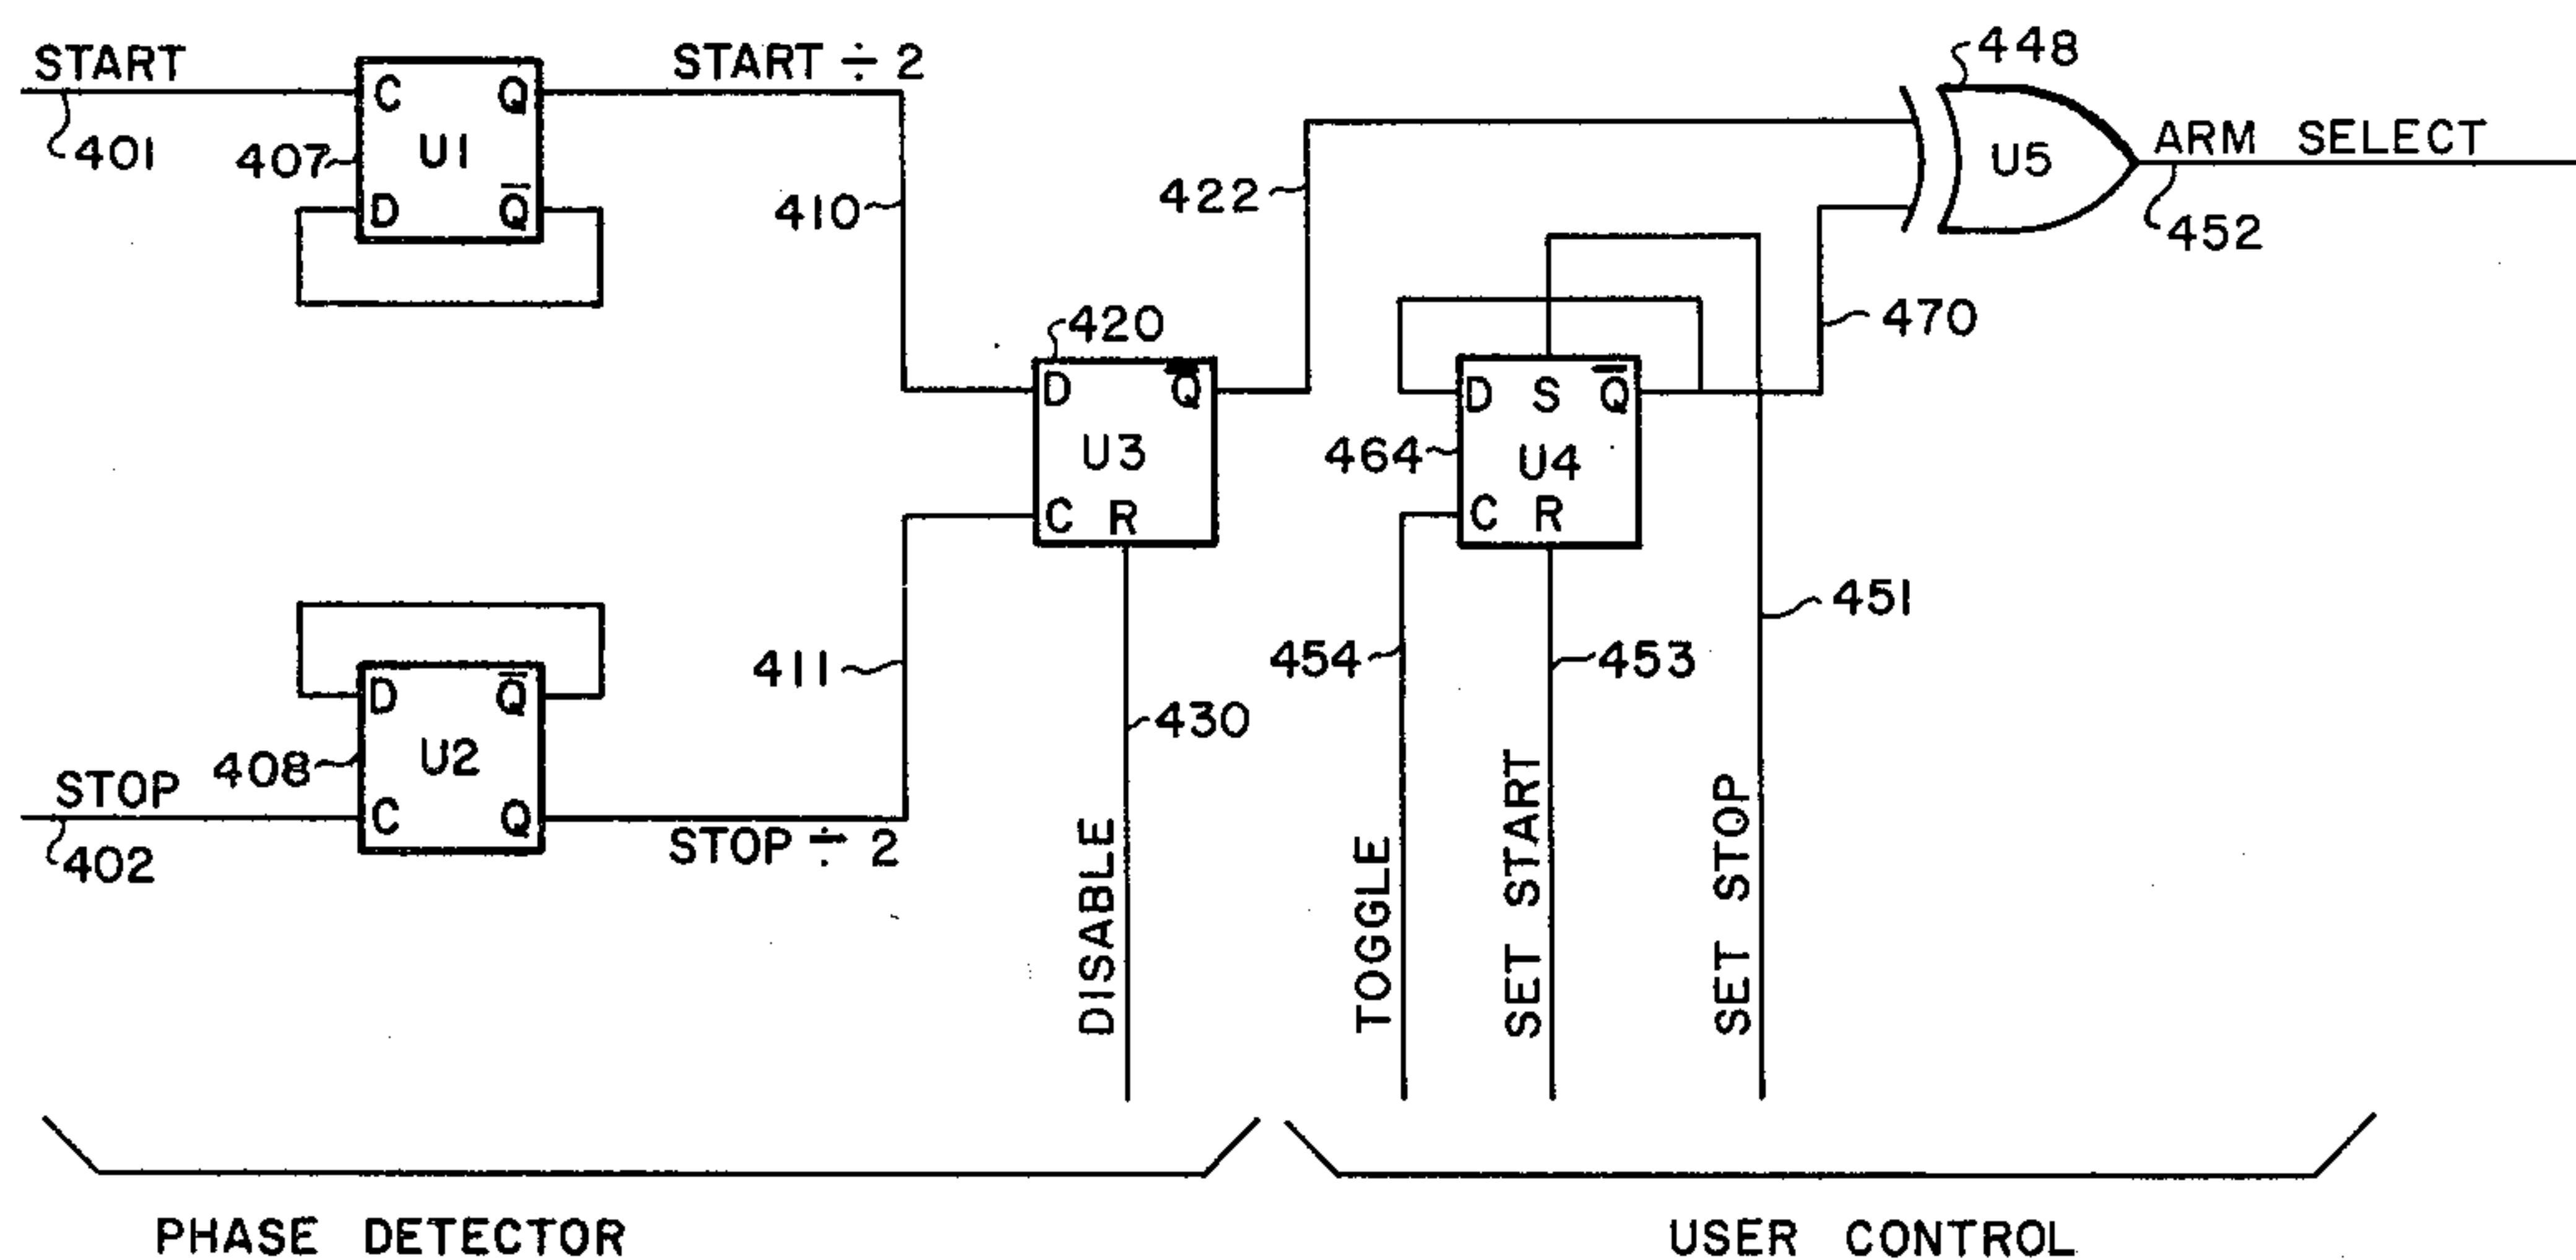 START
401
407
C Q
U1
D Q̅
START ÷ 2
410
420
D Q̅
U3
C R
422
448
U5
ARM SELECT
452
470
D S Q̅
464
U4
C R
451
454
453
411
430
D Q̅
408
U2
C Q
STOP
402
STOP ÷ 2
DISABLE
TOGGLE
SET START
SET STOP
PHASE DETECTOR
USER CONTROL